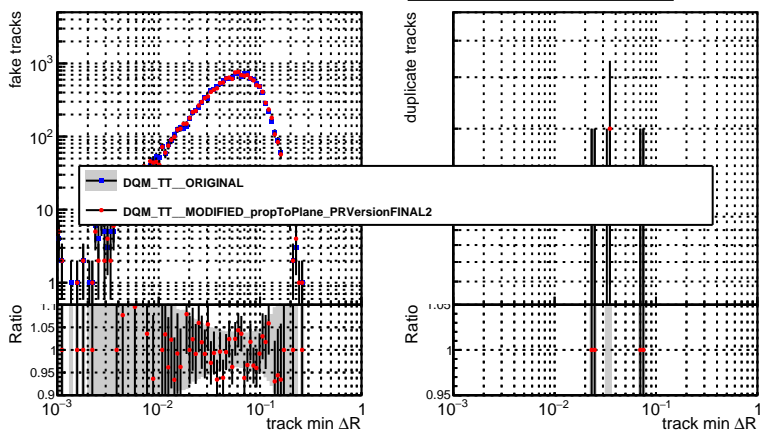 fake tracks
10³
10²
10
1
duplicate tracks
DQM_TT__ORIGINAL
DQM_TT__MODIFIED_propToPlane_PRVersionFINAL2
Ratio
1.1
1.05
1
0.95
0.9
10⁻³
10⁻²
10⁻¹
1
track min ΔR
Ratio
1.05
1
0.95
10⁻³
10⁻²
10⁻¹
1
track min ΔR